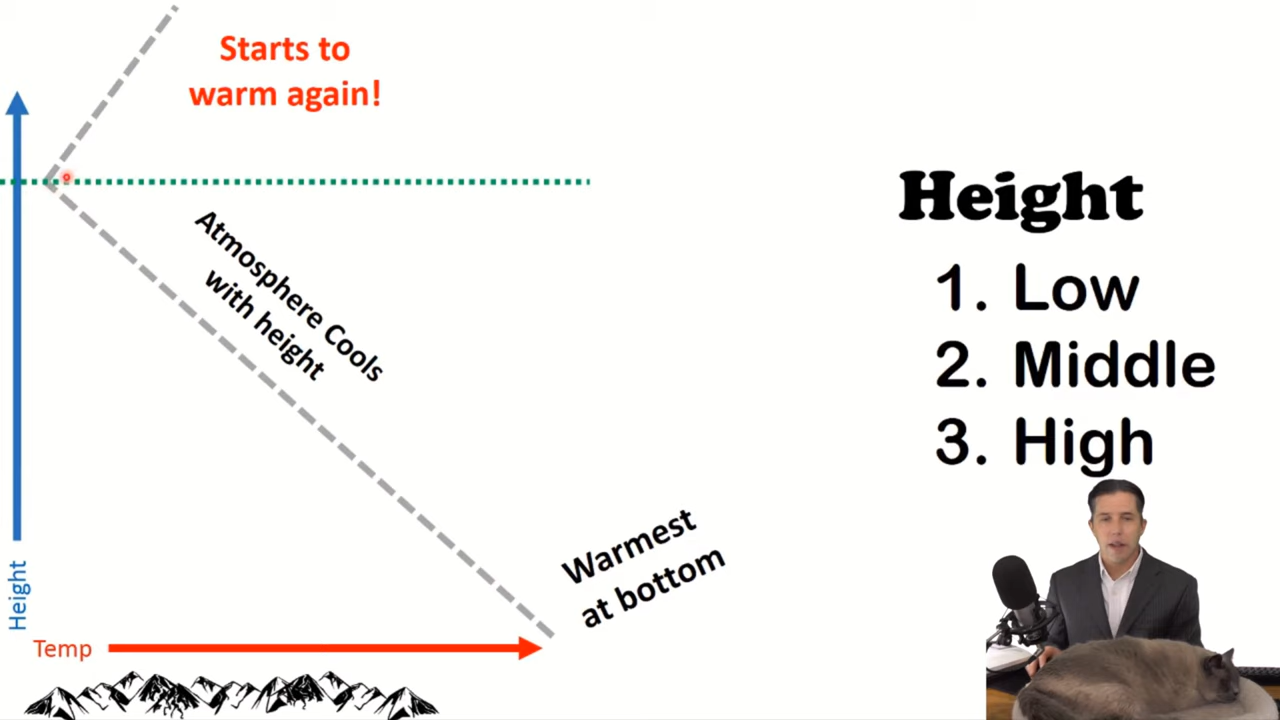 Starts to
warm again!
Atmosphere Cools
with height
Warmest
at bottom
Height
Temp
Height
1. Low
2. Middle
3. High